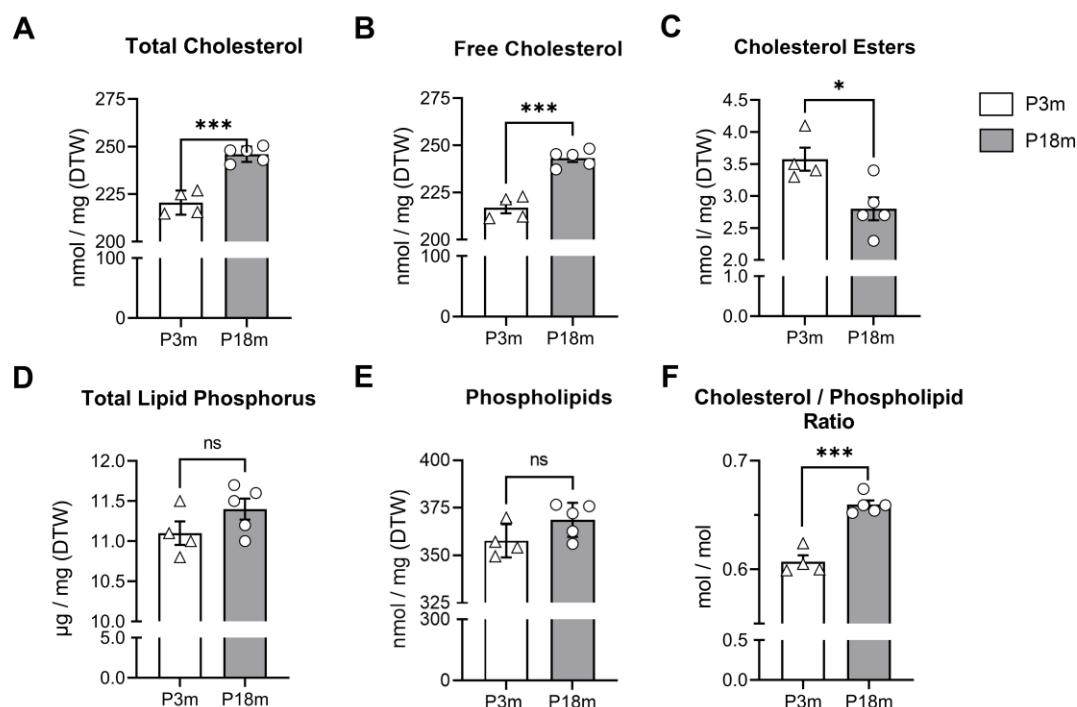 A
Total Cholesterol
nmol / mg (DTW)
275
250
225
200
100
0
***
P3m
P18m
B
Free Cholesterol
nmol / mg (DTW)
275
250
225
200
100
0
***
P3m
P18m
C
Cholesterol Esters
nmo l/ mg (DTW)
4.5
4.0
3.5
3.0
2.5
2.0
1.0
0.0
*
P3m
P18m
P3m
P18m
D
Total Lipid Phosphorus
µg / mg (DTW)
12.0
11.5
11.0
10.5
10.0
5.0
0.0
ns
P3m
P18m
E
Phospholipids
nmol / mg (DTW)
400
375
350
325
300
0
ns
P3m
P18m
F
Cholesterol / Phospholipid
Ratio
mol / mol
0.7
0.6
0.5
0.0
***
P3m
P18m